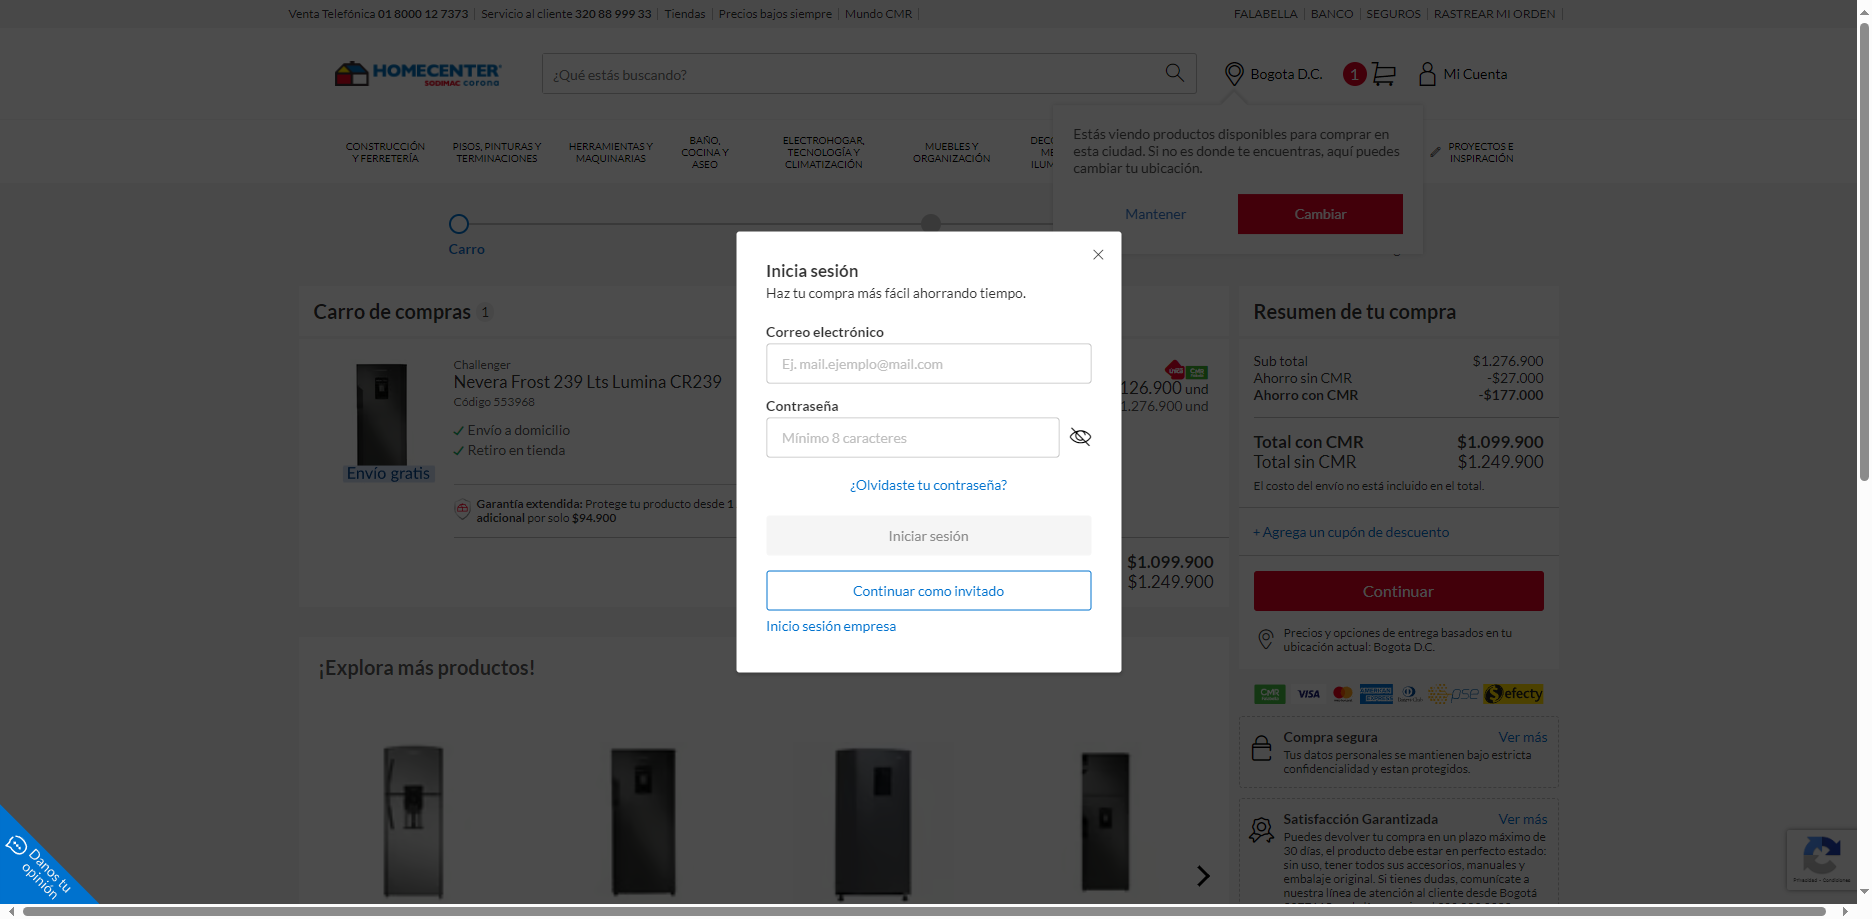 Venta Telefónica 01 8000 12 7373 Servicio al cliente 320 88 999 33 Tiendas Precios bajos siempre Mundo CMR
FALABELLA BANCO SEGUROS RASTREAR MI ORDEN
HOMECENTER
SODIMAC corona
¿Qué estás buscando?
Bogota D.C.
1
Mi Cuenta
CONSTRUCCIÓN
Y FERRETERÍA
PISOS, PINTURAS Y
TERMINACIONES
HERRAMIENTAS Y
MAQUINARIAS
BAÑO,
COCINA Y
ASEO
ELECTROHOGAR,
TECNOLOGÍA Y
CLIMATIZACIÓN
MUEBLES Y
ORGANIZACIÓN
PROYECTOS E
INSPIRACIÓN
Estás viendo productos disponibles para comprar en
esta ciudad. Si no es donde te encuentras, aquí puedes
cambiar tu ubicación.
Mantener
Cambiar
Carro
Inicia sesión
Haz tu compra más fácil ahorrando tiempo.
Correo electrónico
Ej. mail.ejemplo@mail.com
Contraseña
Mínimo 8 caracteres
¿Olvidaste tu contraseña?
Iniciar sesión
Continuar como invitado
Inicio sesión empresa
Carro de compras 1
Challenger
Nevera Frost 239 Lts Lumina CR239
Código 553968
Envío a domicilio
Retiro en tienda
Envío gratis
Garantía extendida: Protege tu producto desde 1
adicional por solo $94.900
126.900 und
1.276.900 und
$1.099.900
$1.249.900
Resumen de tu compra
Sub total $1.276.900
Ahorro sin CMR -$27.000
Ahorro con CMR -$177.000
Total con CMR $1.099.900
Total sin CMR $1.249.900
El costo del envío no está incluido en el total.
+ Agrega un cupón de descuento
Continuar
Precios y opciones de entrega basados en tu
ubicación actual: Bogota D.C.
CMR VISA AMERICAN EXPRESS pse efecty
Compra segura Ver más
Tus datos personales se mantienen bajo estricta
confidencialidad y estan protegidos.
Satisfacción Garantizada Ver más
Puedes devolver tu compra en un plazo máximo de
30 días, el producto debe estar en perfecto estado:
sin uso, tener todos sus accesorios, manuales y
embalaje original. Si tienes dudas, comunícate a
nuestra línea de atención al cliente desde Bogotá
¡Explora más productos!
Danos tu
opinión